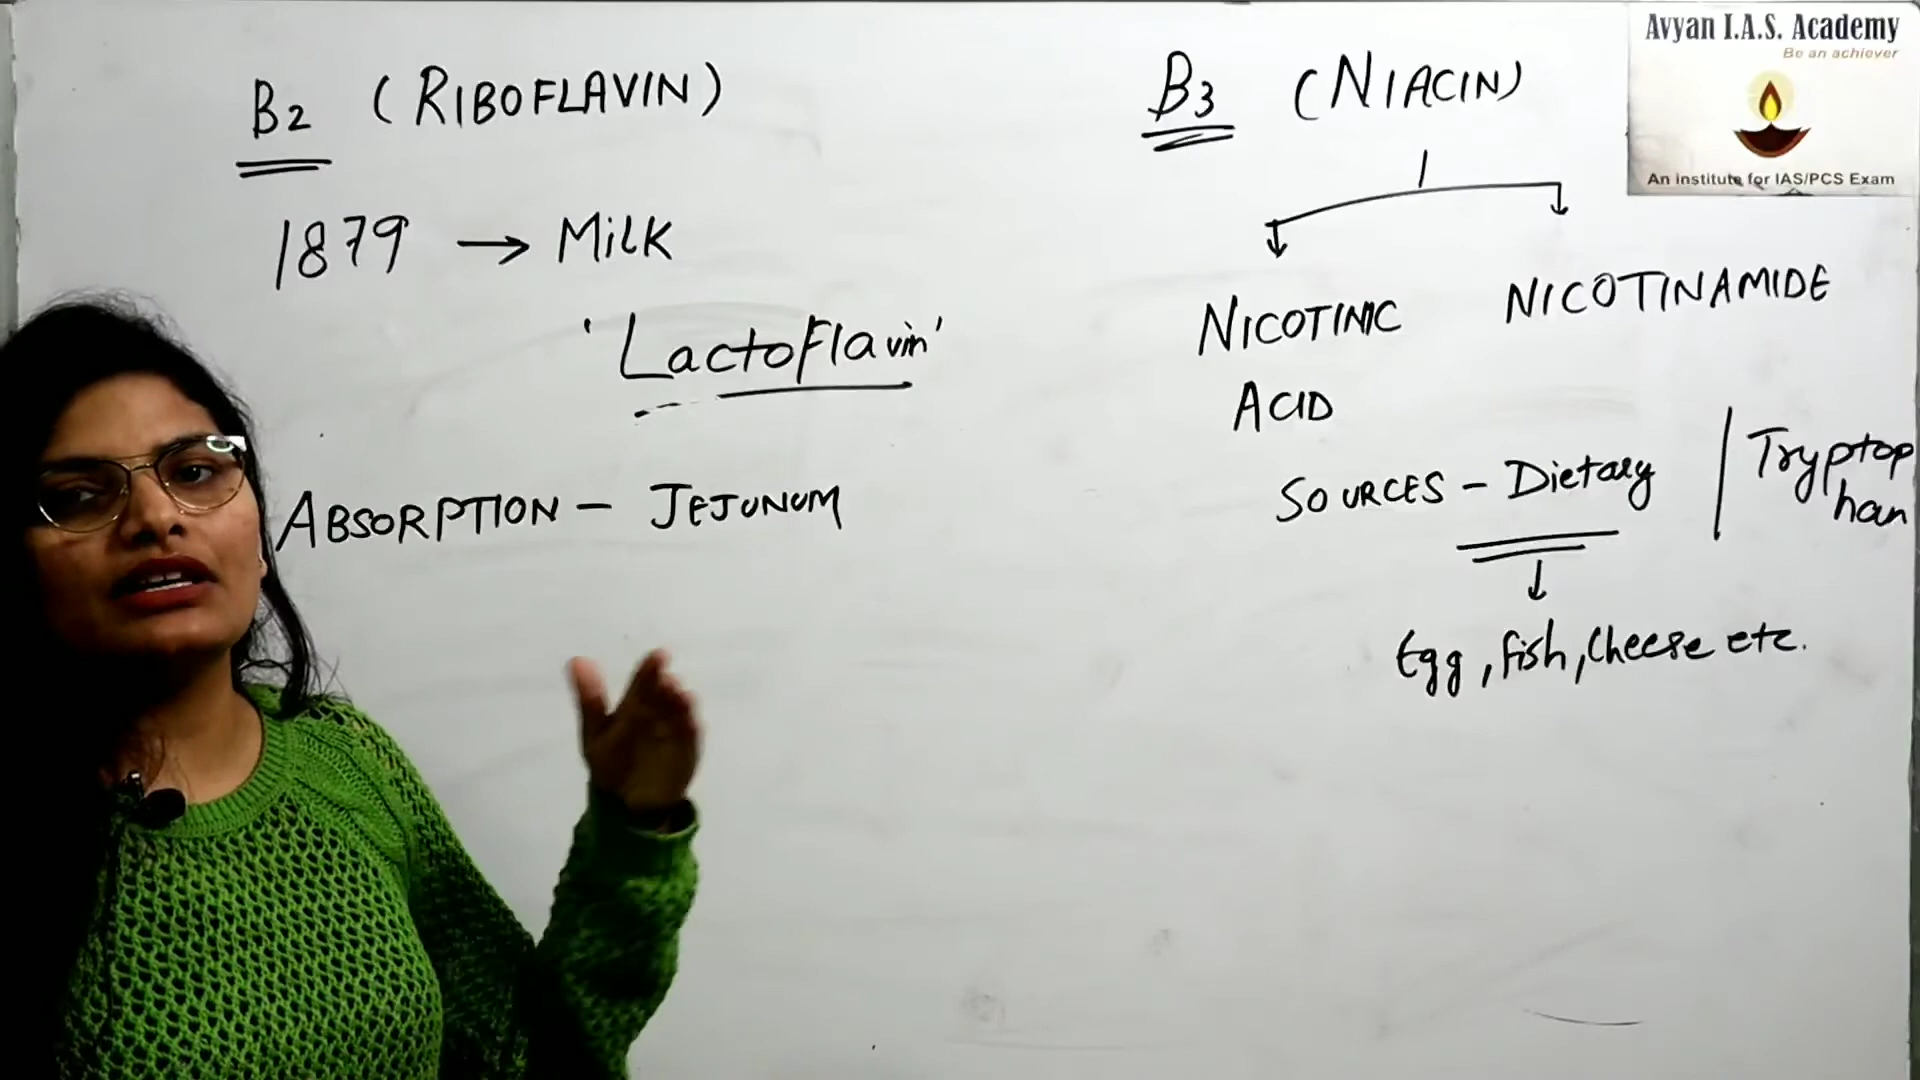 B2 (RIBOFLAVIN)
1879 → MILK
'LactoFlavin'
ABSORPTION - JEJUNUM
B3 (NIACIN)
NICOTINIC
ACID
NICOTINAMIDE
SOURCES - Dietary
Tryptop
han
Egg, Fish, Cheese etc.
Avyan I.A.S. Academy
Be an achiever
An institute for IAS/PCS Exam